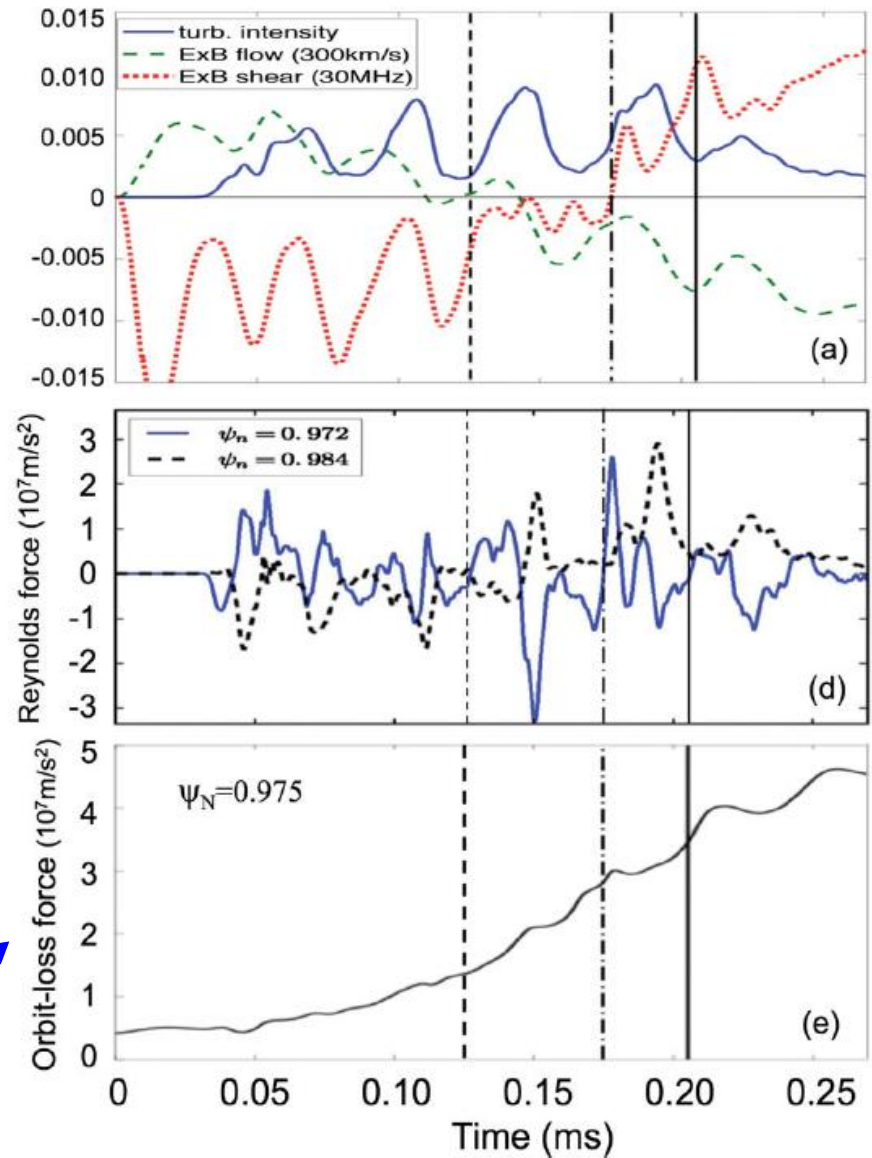 0.015
0.010
0.005
0
-0.005
-0.010
-0.015
turb. intensity
ExB flow (300km/s)
ExB shear (30MHz)
(a)
Reynolds force (10⁷m/s²)
3
2
1
0
-1
-2
-3
ψₙ = 0.972
ψₙ = 0.984
(d)
Orbit-loss force (10⁷m/s²)
5
4
3
2
1
0
ψ_N=0.975
(e)
0 0.05 0.10 0.15 0.20 0.25
Time (ms)